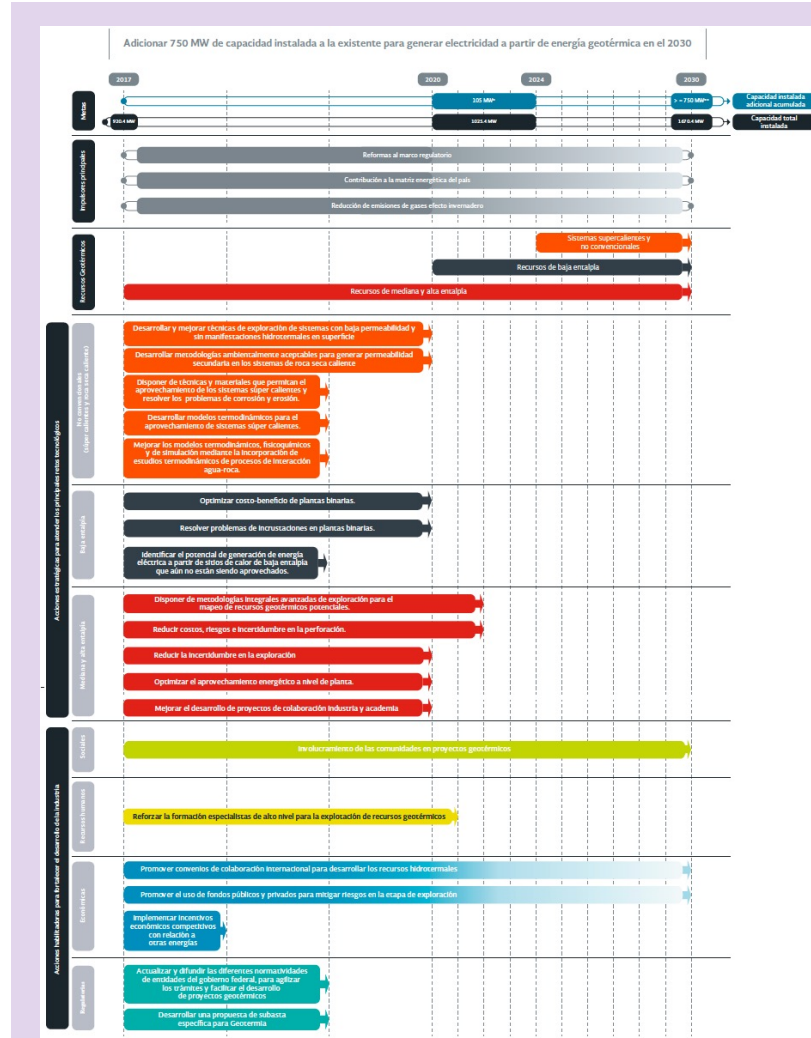 Adicionar 750 MW de capacidad instalada a la existente para generar electricidad a partir de energía geotérmica en el 2030
2017
2020
2024
2030
Metas
105 MW*
> = 750 MW**
Capacidad instalada
adicional acumulada
920.4 MW
1025.4 MW
1670.4 MW
Capacidad total
instalada
Impulsores principales
Reformas al marco regulatorio
Contribución a la matriz energética del país
Reducción de emisiones de gases efecto invernadero
Recursos Geotérmicos
Sistemas supercalientes y
no convencionales
Recursos de baja entalpía
Recursos de mediana y alta entalpía
Acciones estratégicas para atender los principales retos tecnológicos
No convencionales
(súper calientes y roca seca caliente)
Desarrollar y mejorar técnicas de exploración de sistemas con baja permeabilidad y
sin manifestaciones hidrotermales en superficie
Desarrollar metodologías ambientalmente aceptables para generar permeabilidad
secundaria en los sistemas de roca seca caliente
Disponer de técnicas y materiales que permitan el
aprovechamiento de los sistemas súper calientes y
resolver los problemas de corrosión y erosión.
Desarrollar modelos termodinámicos para el
aprovechamiento de sistemas súper calientes.
Mejorar los modelos termodinámicos, fisicoquímicos
y de simulación mediante la incorporación de
estudios termodinámicos de procesos de interacción
agua-roca.
Baja entalpía
Optimizar costo-beneficio de plantas binarias.
Resolver problemas de incrustaciones en plantas binarias.
Identificar el potencial de generación de energía
eléctrica a partir de sitios de calor de baja entalpía
que aún no están siendo aprovechados.
Mediana y alta entalpía
Disponer de metodologías integrales avanzadas de exploración para el
mapeo de recursos geotérmicos potenciales.
Reducir costos, riesgos e incertidumbre en la perforación.
Reducir la incertidumbre en la exploración
Optimizar el aprovechamiento energético a nivel de planta.
Mejorar el desarrollo de proyectos de colaboración industria y academia
Acciones habilitadoras para fortalecer el desarrollo de la industria
Sociales
Involucramiento de las comunidades en proyectos geotérmicos
Recursos humanos
Reforzar la formación especialistas de alto nivel para la explotación de recursos geotérmicos
Económicas
Promover convenios de colaboración internacional para desarrollar los recursos hidrotermales
Promover el uso de fondos públicos y privados para mitigar riesgos en la etapa de exploración
Implementar incentivos
económicos competitivos
con relación a
otras energías
Regulatorias
Actualizar y difundir las diferentes normatividades
de entidades del gobierno federal, para agilizar
los trámites y facilitar el desarrollo
de proyectos geotérmicos
Desarrollar una propuesta de subasta
específica para Geotermia